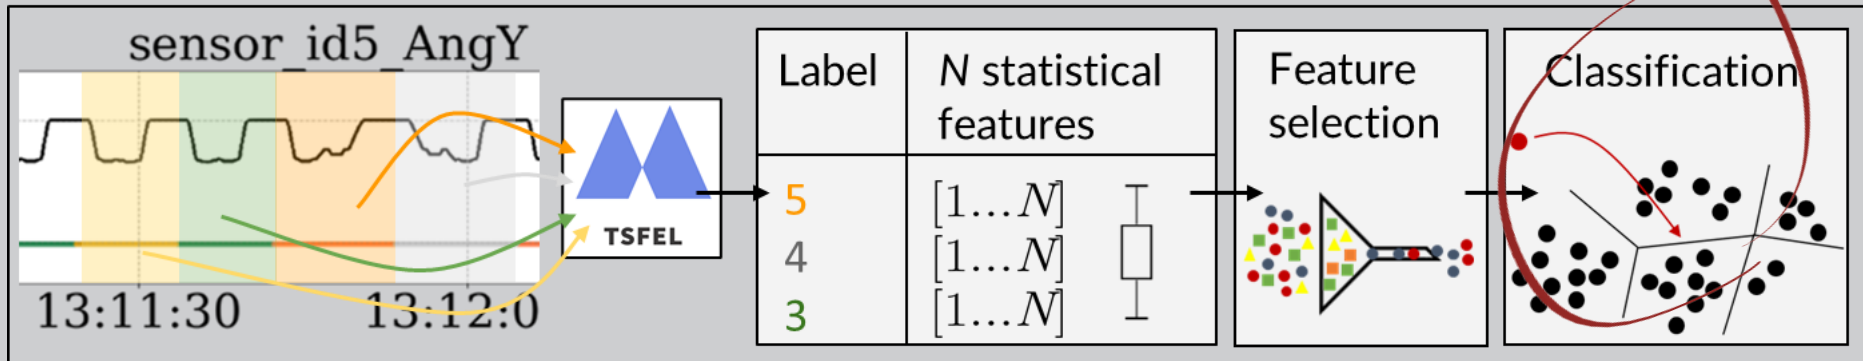 sensor_id5_AngY
13:11:30
13:12:0
TSFEL
Label
N statistical
features
5
[1...N]
4
[1...N]
3
[1...N]
Feature
selection
Classification